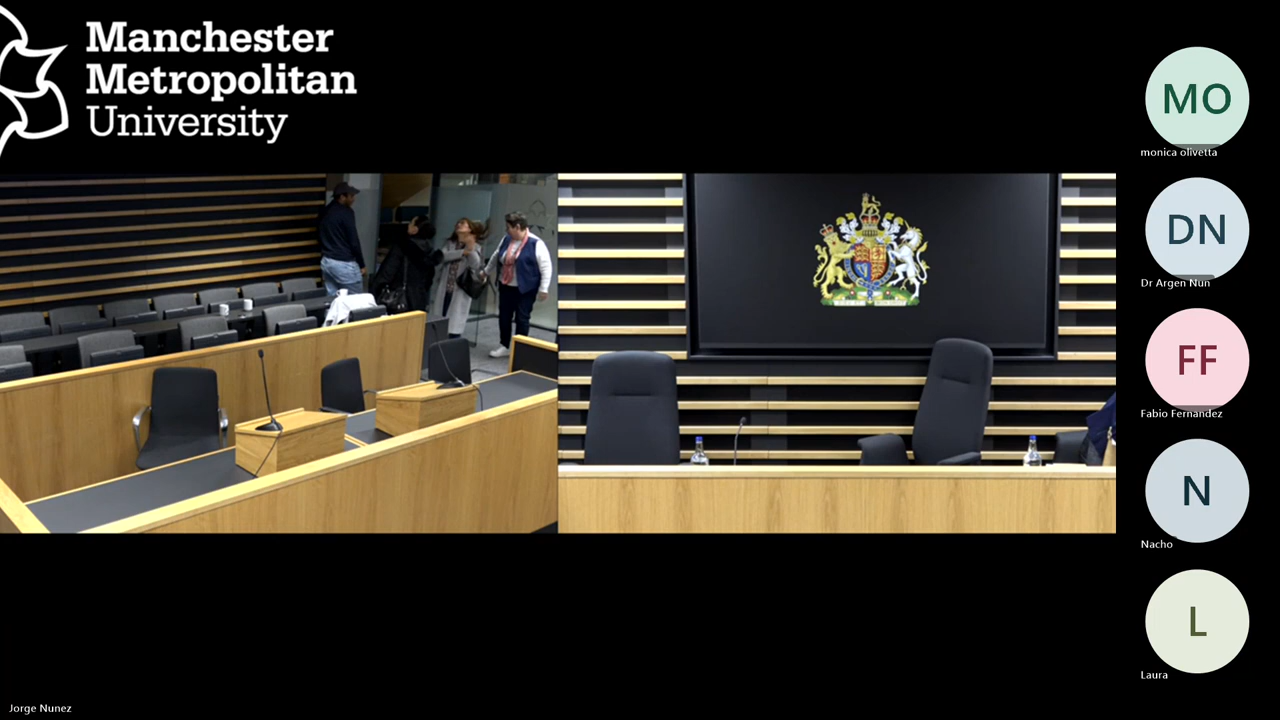 Manchester
Metropolitan
University
MO
monica olivetta
DN
Dr Argen Nun
FF
Fabio Fernandez
N
Nacho
L
Laura
Jorge Nunez